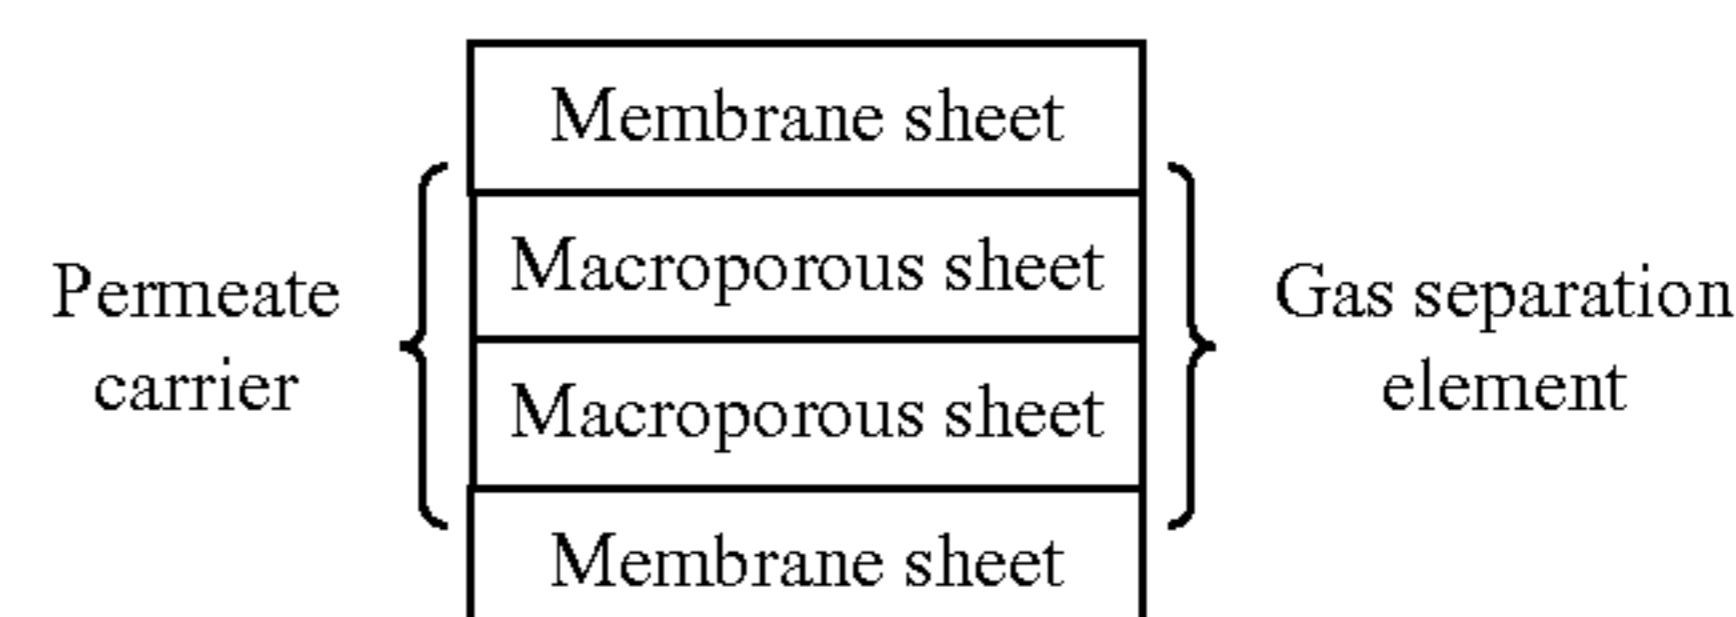 Membrane sheet
Macroporous sheet
Permeate
carrier
Gas separation
element
Macroporous sheet
Membrane sheet